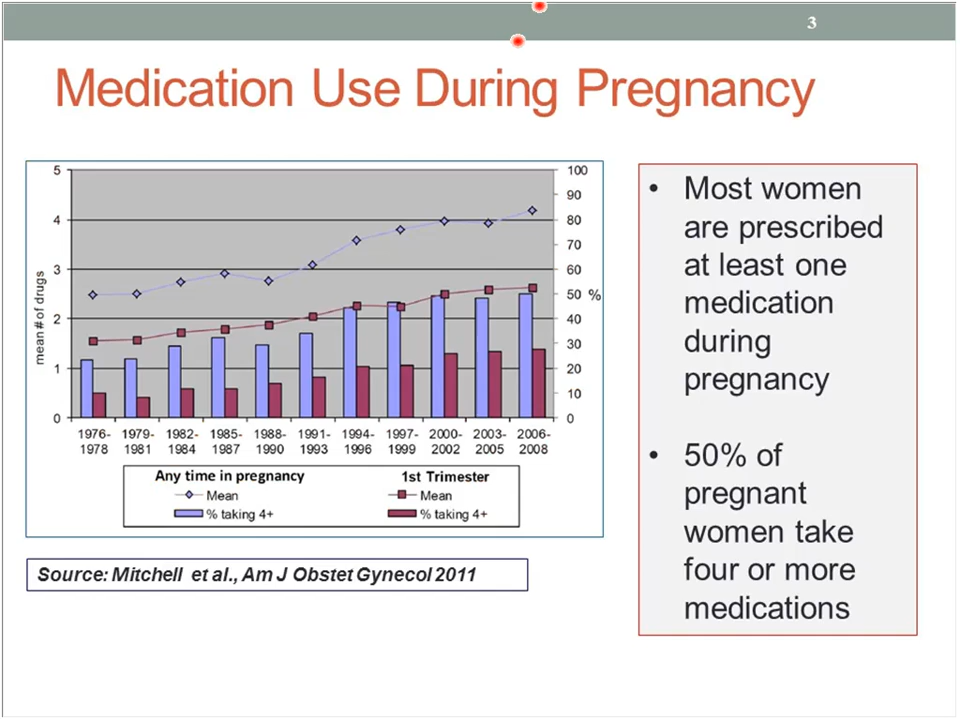 3
Medication Use During Pregnancy
5
4
3
2
1
0
mean # of drugs
100
90
80
70
60
50
40
30
20
10
0
%
1976-
1978
1979-
1981
1982-
1984
1985-
1987
1988-
1990
1991-
1993
1994-
1996
1997-
1999
2000-
2002
2003-
2005
2006-
2008
Any time in pregnancy
Mean
% taking 4+
1st Trimester
Mean
% taking 4+
Source: Mitchell et al., Am J Obstet Gynecol 2011
• Most women
are prescribed
at least one
medication
during
pregnancy
• 50% of
pregnant
women take
four or more
medications